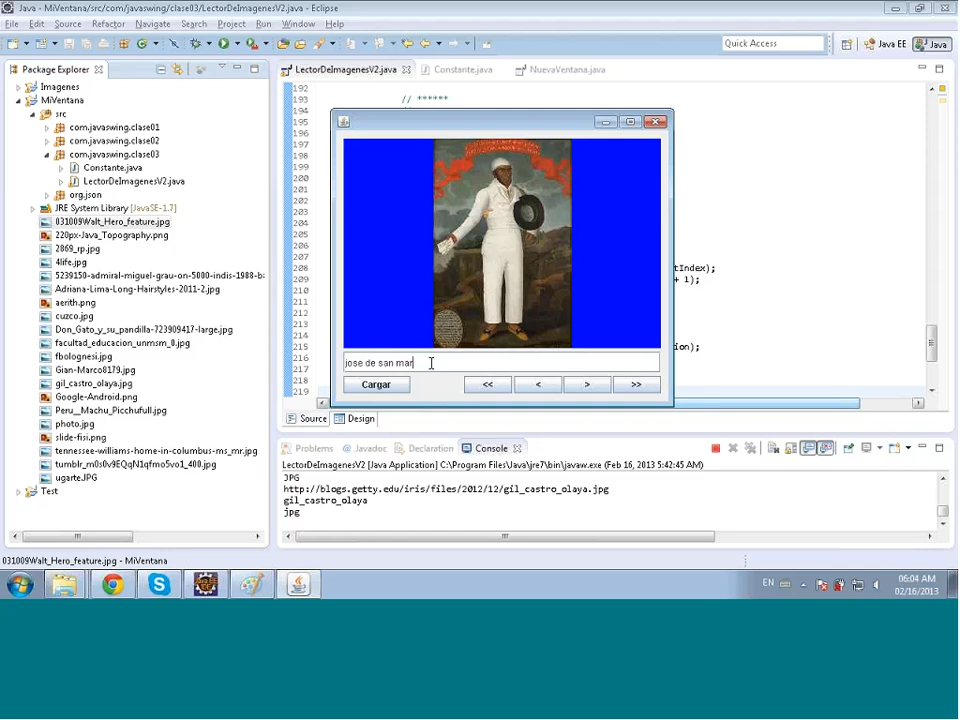 Java - MiVentana/src/com/javaswing/clase03/LectorDeImagenesV2.java - Eclipse
File Edit Source Refactor Navigate Search Project Run Window Help
Quick Access
Java EE
Java
Package Explorer
Imagenes
MiVentana
src
com.javaswing.clase01
com.javaswing.clase02
com.javaswing.clase03
Constante.java
LectorDeImagenesV2.java
org.json
JRE System Library [JavaSE-1.7]
031009Walt_Hero_feature.jpg
220px-Java_Topography.png
2869_rp.jpg
4life.jpg
5239150-admiral-miguel-grau-on-5000-indis-1988-b
Adriana-Lima-Long-Hairstyles-2011-2.jpg
aerith.png
cuzco.jpg
Don_Gato_y_su_pandilla-723909417-large.jpg
facultad_educacion_unmsm_8.jpg
fbolognesi.jpg
Gian-Marco8179.jpg
gil_castro_olaya.jpg
Google-Android.png
Peru__Machu_Picchufull.jpg
photo.jpg
slide-fisi.png
tennessee-williams-home-in-columbus-ms_mr.jpg
tumblr_m0s0v9EQqN1qfmo5vo1_400.jpg
ugarte.JPG
Test
LectorDeImagenesV2.java
Constante.java
NuevaVentana.java
192
193 // ******
194
195
196
197
198
199
200
201
202
203
204
205
206
207
208 tIndex);
209 + 1);
210
211
212
213
214
215 ion);
216
217
218
219
jose de san mar
Cargar << < > >>
Source Design
Problems Javadoc Declaration Console
LectorDeImagenesV2 [Java Application] C:\Program Files\Java\jre7\bin\javaw.exe (Feb 16, 2013 5:42:45 AM)
JPG
http://blogs.getty.edu/iris/files/2012/12/gil_castro_olaya.jpg
gil_castro_olaya
jpg
031009Walt_Hero_feature.jpg - MiVentana
EN
06:04 AM
02/16/2013